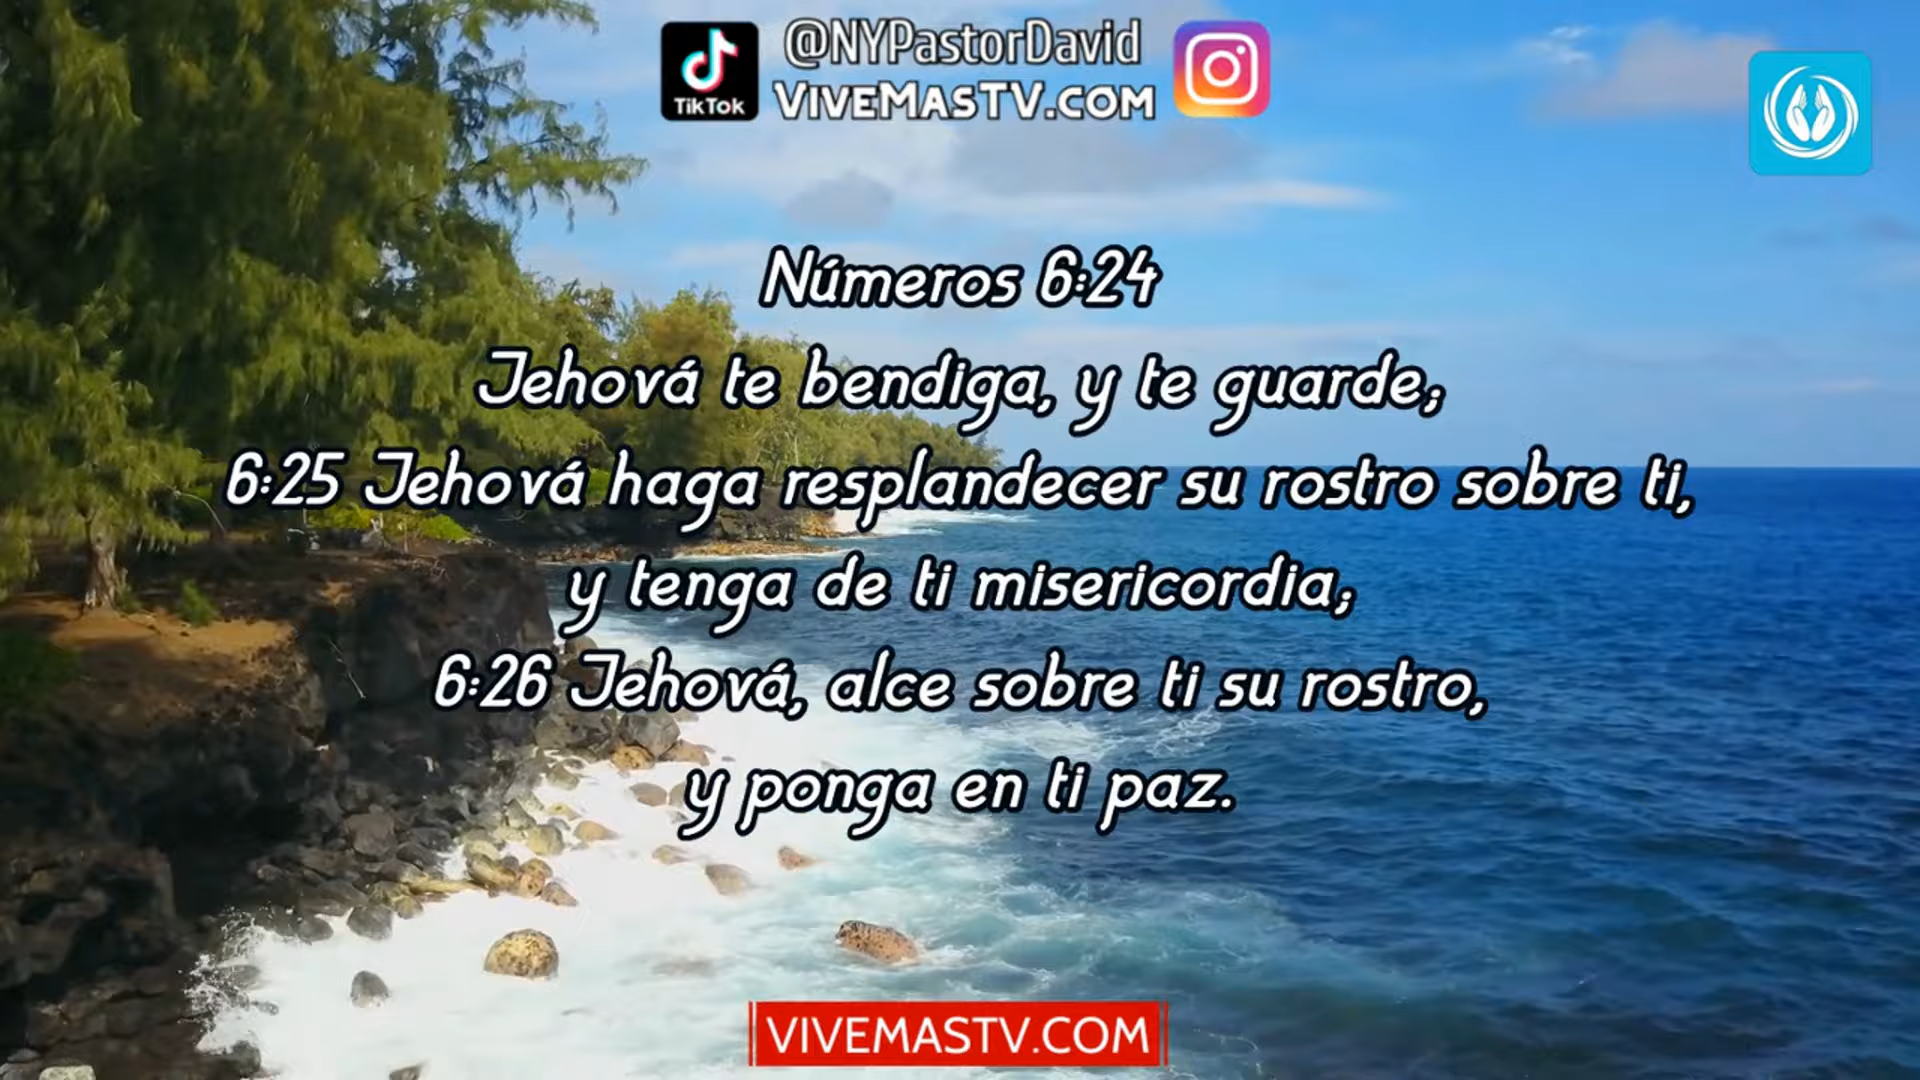 @NYPastorDavid
TikTok
VIVEMASTV.COM
Números 6:24
Jehová te bendiga, y te guarde;
6:25 Jehová haga resplandecer su rostro sobre ti,
y tenga de ti misericordia;
6:26 Jehová, alce sobre ti su rostro,
y ponga en ti paz.
VIVEMASTV.COM